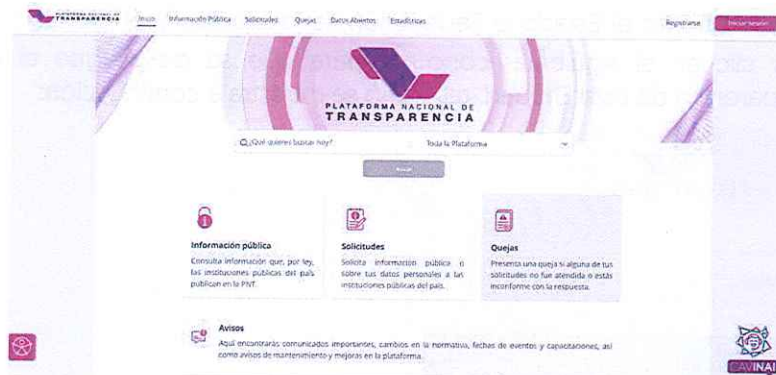 PLATAFORMA NACIONAL DE
TRANSPARENCIA
Inicio Información Pública Solicitudes Quejas Datos Abiertos Estadísticas Registrarse Iniciar Sesión
PLATAFORMA NACIONAL DE
TRANSPARENCIA
¿Qué quieres buscar hoy? Toda la Plataforma
Buscar
Información pública
Consulta información que, por ley,
las instituciones públicas del país
publican en la PNT.
Solicitudes
Solicita información pública o
sobre tus datos personales a las
instituciones públicas del país.
Quejas
Presenta una queja si alguna de tus
solicitudes no fue atendida o estás
inconforme con la respuesta.
Avisos
Aquí encontrarás comunicados importantes, cambios en la normativa, fechas de eventos y capacitaciones, así
como avisos de mantenimiento y mejoras en la plataforma.
CAVINAI